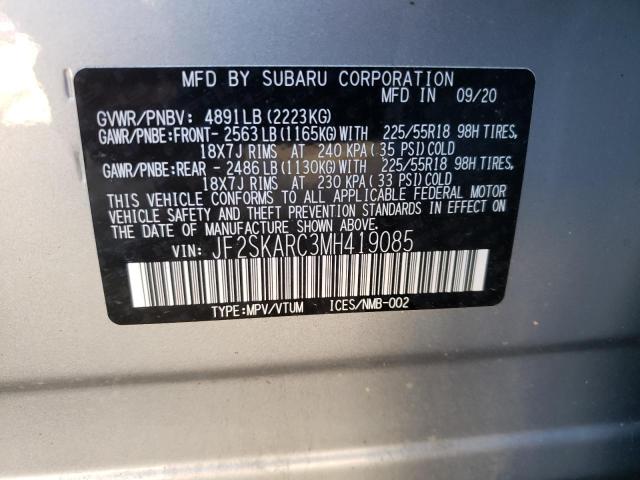 MFD BY SUBARU CORPORATION
MFD IN 09/20
GVWR/PNBV: 4891LB (2223KG)
GAWR/PNBE:FRONT- 2563LB (1165KG) WITH 225/55R18 98H TIRES,
18X7J RIMS AT 240 KPA (35 PSI) COLD
GAWR/PNBE:REAR - 2486LB (1130KG) WITH 225/55R18 98H TIRES,
18X7J RIMS AT 230 KPA (33 PSI) COLD
THIS VEHICLE CONFORMS TO ALL APPLICABLE FEDERAL MOTOR
VEHICLE SAFETY AND THEFT PREVENTION STANDARDS IN EFFECT ON
THE DATE OF MANUFACTURE SHOWN ABOVE.
VIN: JF2SKARC3MH419085
TYPE:MPV/VTUM ICES/NMB-002